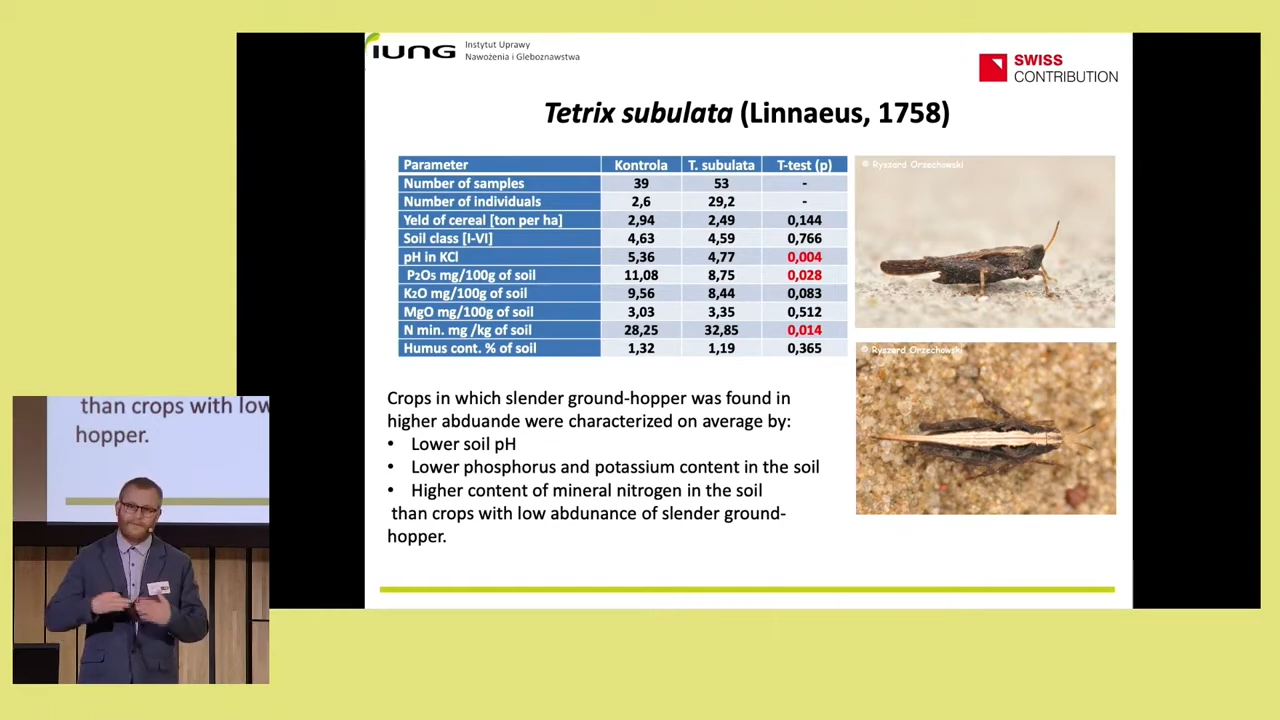 IUNG
Instytut Uprawy
Nawożenia i Gleboznawstwa
SWISS
CONTRIBUTION
Tetrix subulata (Linnaeus, 1758)
Parameter Kontrola T. subulata T-test (p)
Number of samples 39 53 -
Number of individuals 2,6 29,2 -
Yeld of cereal [ton per ha] 2,94 2,49 0,144
Soil class [I-VI] 4,63 4,59 0,766
pH in KCl 5,36 4,77 0,004
P2O5 mg/100g of soil 11,08 8,75 0,028
K2O mg/100g of soil 9,56 8,44 0,083
MgO mg/100g of soil 3,03 3,35 0,512
N min. mg /kg of soil 28,25 32,85 0,014
Humus cont. % of soil 1,32 1,19 0,365
© Ryszard Orzechowski
© Ryszard Orzechowski
Crops in which slender ground-hopper was found in
higher abduande were characterized on average by:
• Lower soil pH
• Lower phosphorus and potassium content in the soil
• Higher content of mineral nitrogen in the soil
than crops with low abdunance of slender ground-
hopper.
than crops with low
hopper.